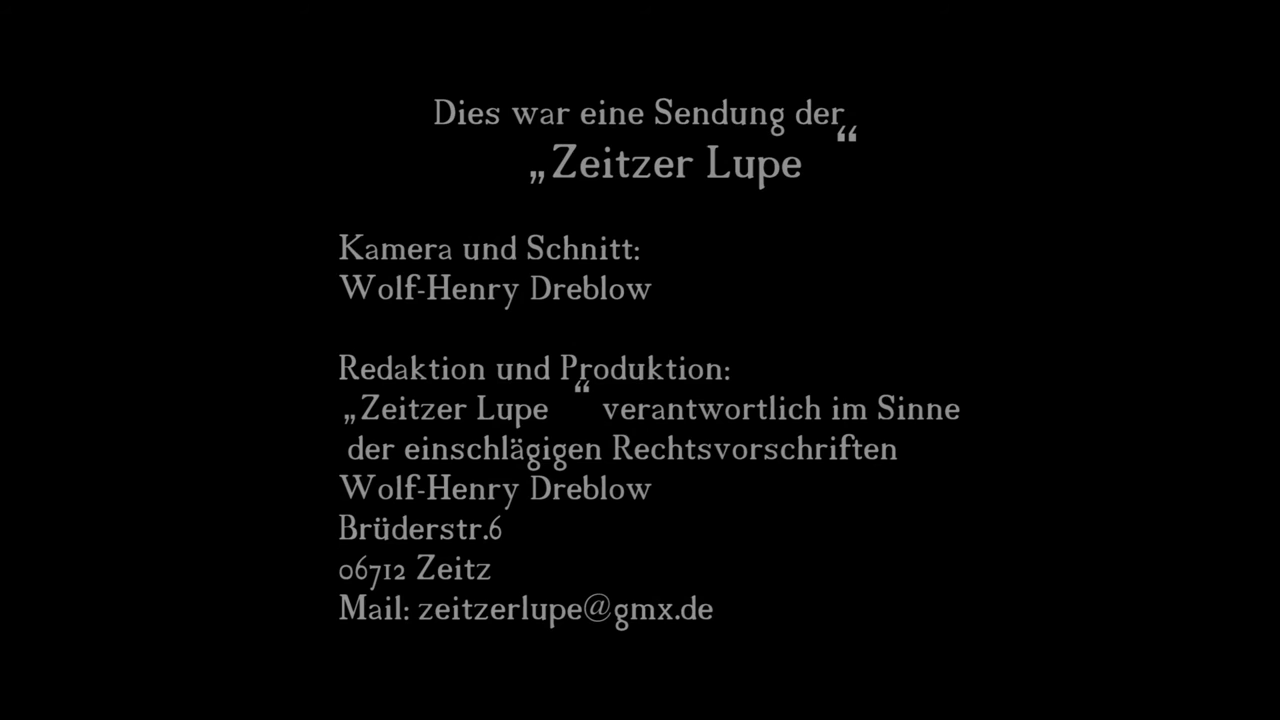 Dies war eine Sendung der
„Zeitzer Lupe “
Kamera und Schnitt:
Wolf-Henry Dreblow
Redaktion und Produktion:
„Zeitzer Lupe “ verantwortlich im Sinne
der einschlägigen Rechtsvorschriften
Wolf-Henry Dreblow
Brüderstr.6
06712 Zeitz
Mail: zeitzerlupe@gmx.de